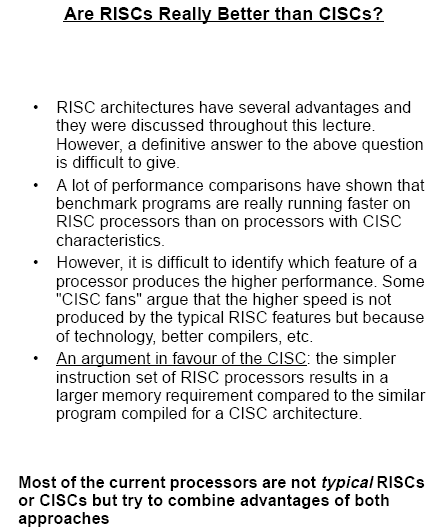 Are RISCs Really Better than CISCs?
• RISC architectures have several advantages and
they were discussed throughout this lecture.
However, a definitive answer to the above question
is difficult to give.
• A lot of performance comparisons have shown that
benchmark programs are really running faster on
RISC processors than on processors with CISC
characteristics.
• However, it is difficult to identify which feature of a
processor produces the higher performance. Some
"CISC fans" argue that the higher speed is not
produced by the typical RISC features but because
of technology, better compilers, etc.
• An argument in favour of the CISC: the simpler
instruction set of RISC processors results in a
larger memory requirement compared to the similar
program compiled for a CISC architecture.
Most of the current processors are not typical RISCs
or CISCs but try to combine advantages of both
approaches